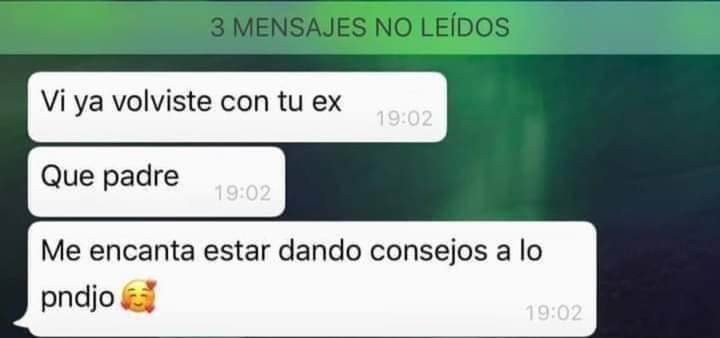 3 MENSAJES NO LEÍDOS
Vi ya volviste con tu ex
19:02
Que padre
19:02
Me encanta estar dando consejos a lo
pndjo🥰
19:02